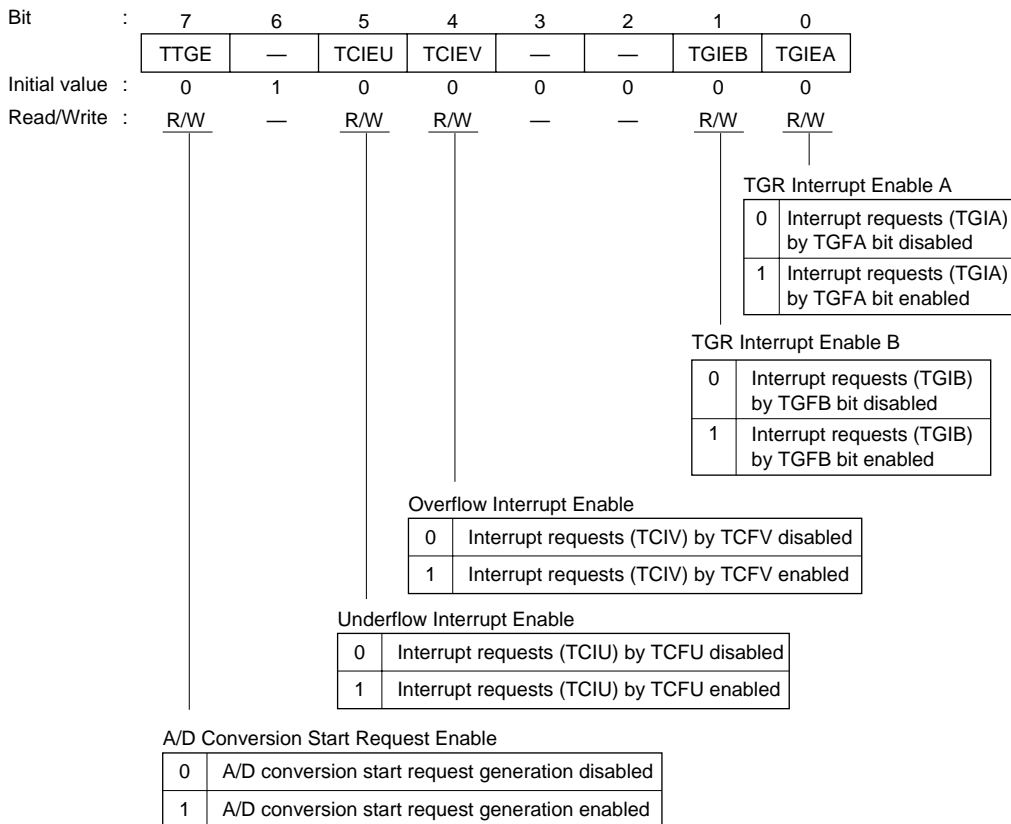 Bit : 7 6 5 4 3 2 1 0
TTGE — TCIEU TCIEV — — TGIEB TGIEA
Initial value : 0 1 0 0 0 0 0 0
Read/Write : R/W — R/W R/W — — R/W R/W
TGR Interrupt Enable A
0 Interrupt requests (TGIA)
by TGFA bit disabled
1 Interrupt requests (TGIA)
by TGFA bit enabled
TGR Interrupt Enable B
0 Interrupt requests (TGIB)
by TGFB bit disabled
1 Interrupt requests (TGIB)
by TGFB bit enabled
Overflow Interrupt Enable
0 Interrupt requests (TCIV) by TCFV disabled
1 Interrupt requests (TCIV) by TCFV enabled
Underflow Interrupt Enable
0 Interrupt requests (TCIU) by TCFU disabled
1 Interrupt requests (TCIU) by TCFU enabled
A/D Conversion Start Request Enable
0 A/D conversion start request generation disabled
1 A/D conversion start request generation enabled